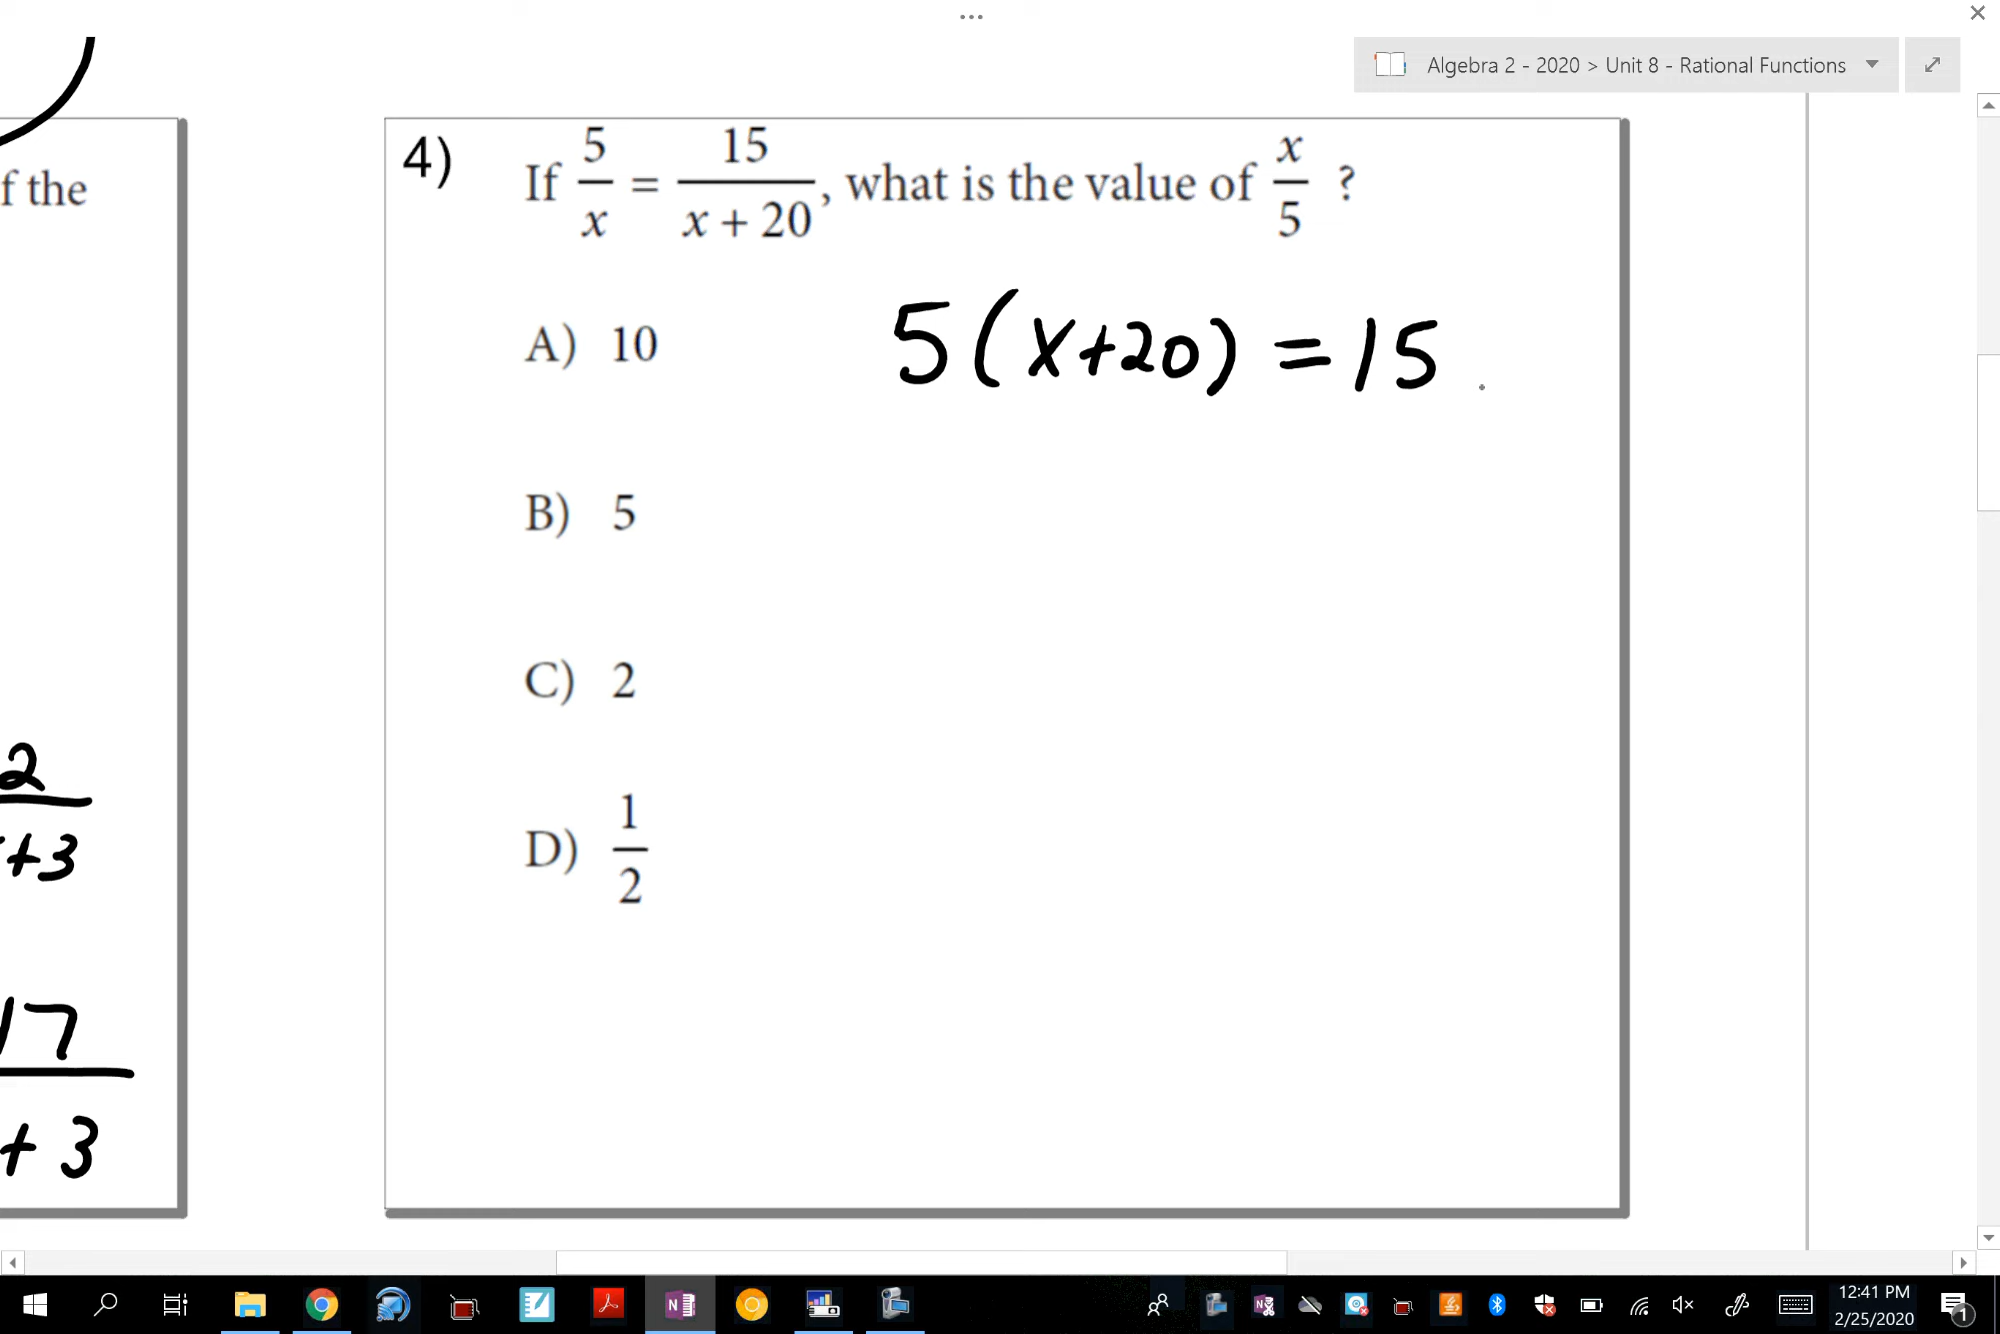 Algebra 2 - 2020 > Unit 8 - Rational Functions
f the
2
+3
17
+ 3
4) If 5/x = 15/(x + 20), what is the value of x/5 ?
5(x+20) = 15
A) 10
B) 5
C) 2
D) 1/2
12:41 PM
2/25/2020
1